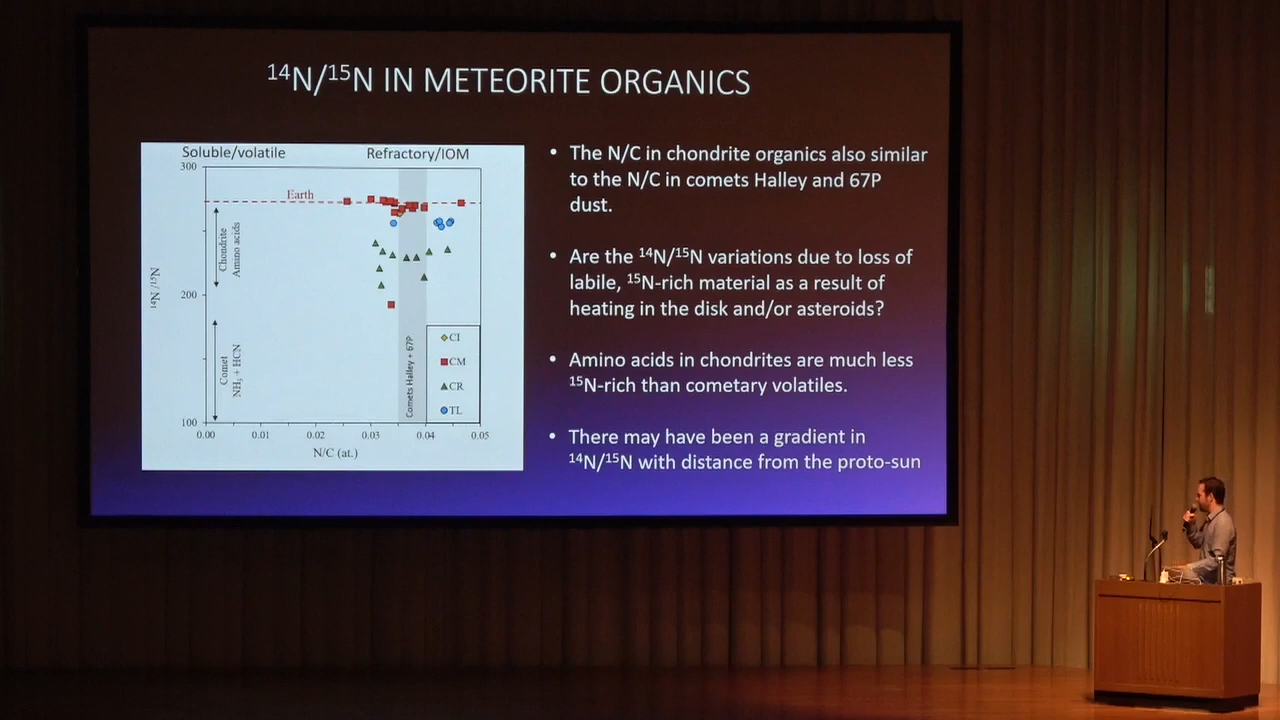 ¹⁴N/¹⁵N IN METEORITE ORGANICS
Soluble/volatile
Refractory/IOM
300
200
100
¹⁴N/¹⁵N
Earth
Chondrite
Amino acids
Comet
NH₃ + HCN
Comets Halley + 67P
CI
CM
CR
TL
0.00 0.01 0.02 0.03 0.04 0.05
N/C (at.)
• The N/C in chondrite organics also similar
to the N/C in comets Halley and 67P
dust.
• Are the ¹⁴N/¹⁵N variations due to loss of
labile, ¹⁵N-rich material as a result of
heating in the disk and/or asteroids?
• Amino acids in chondrites are much less
¹⁵N-rich than cometary volatiles.
• There may have been a gradient in
¹⁴N/¹⁵N with distance from the proto-sun